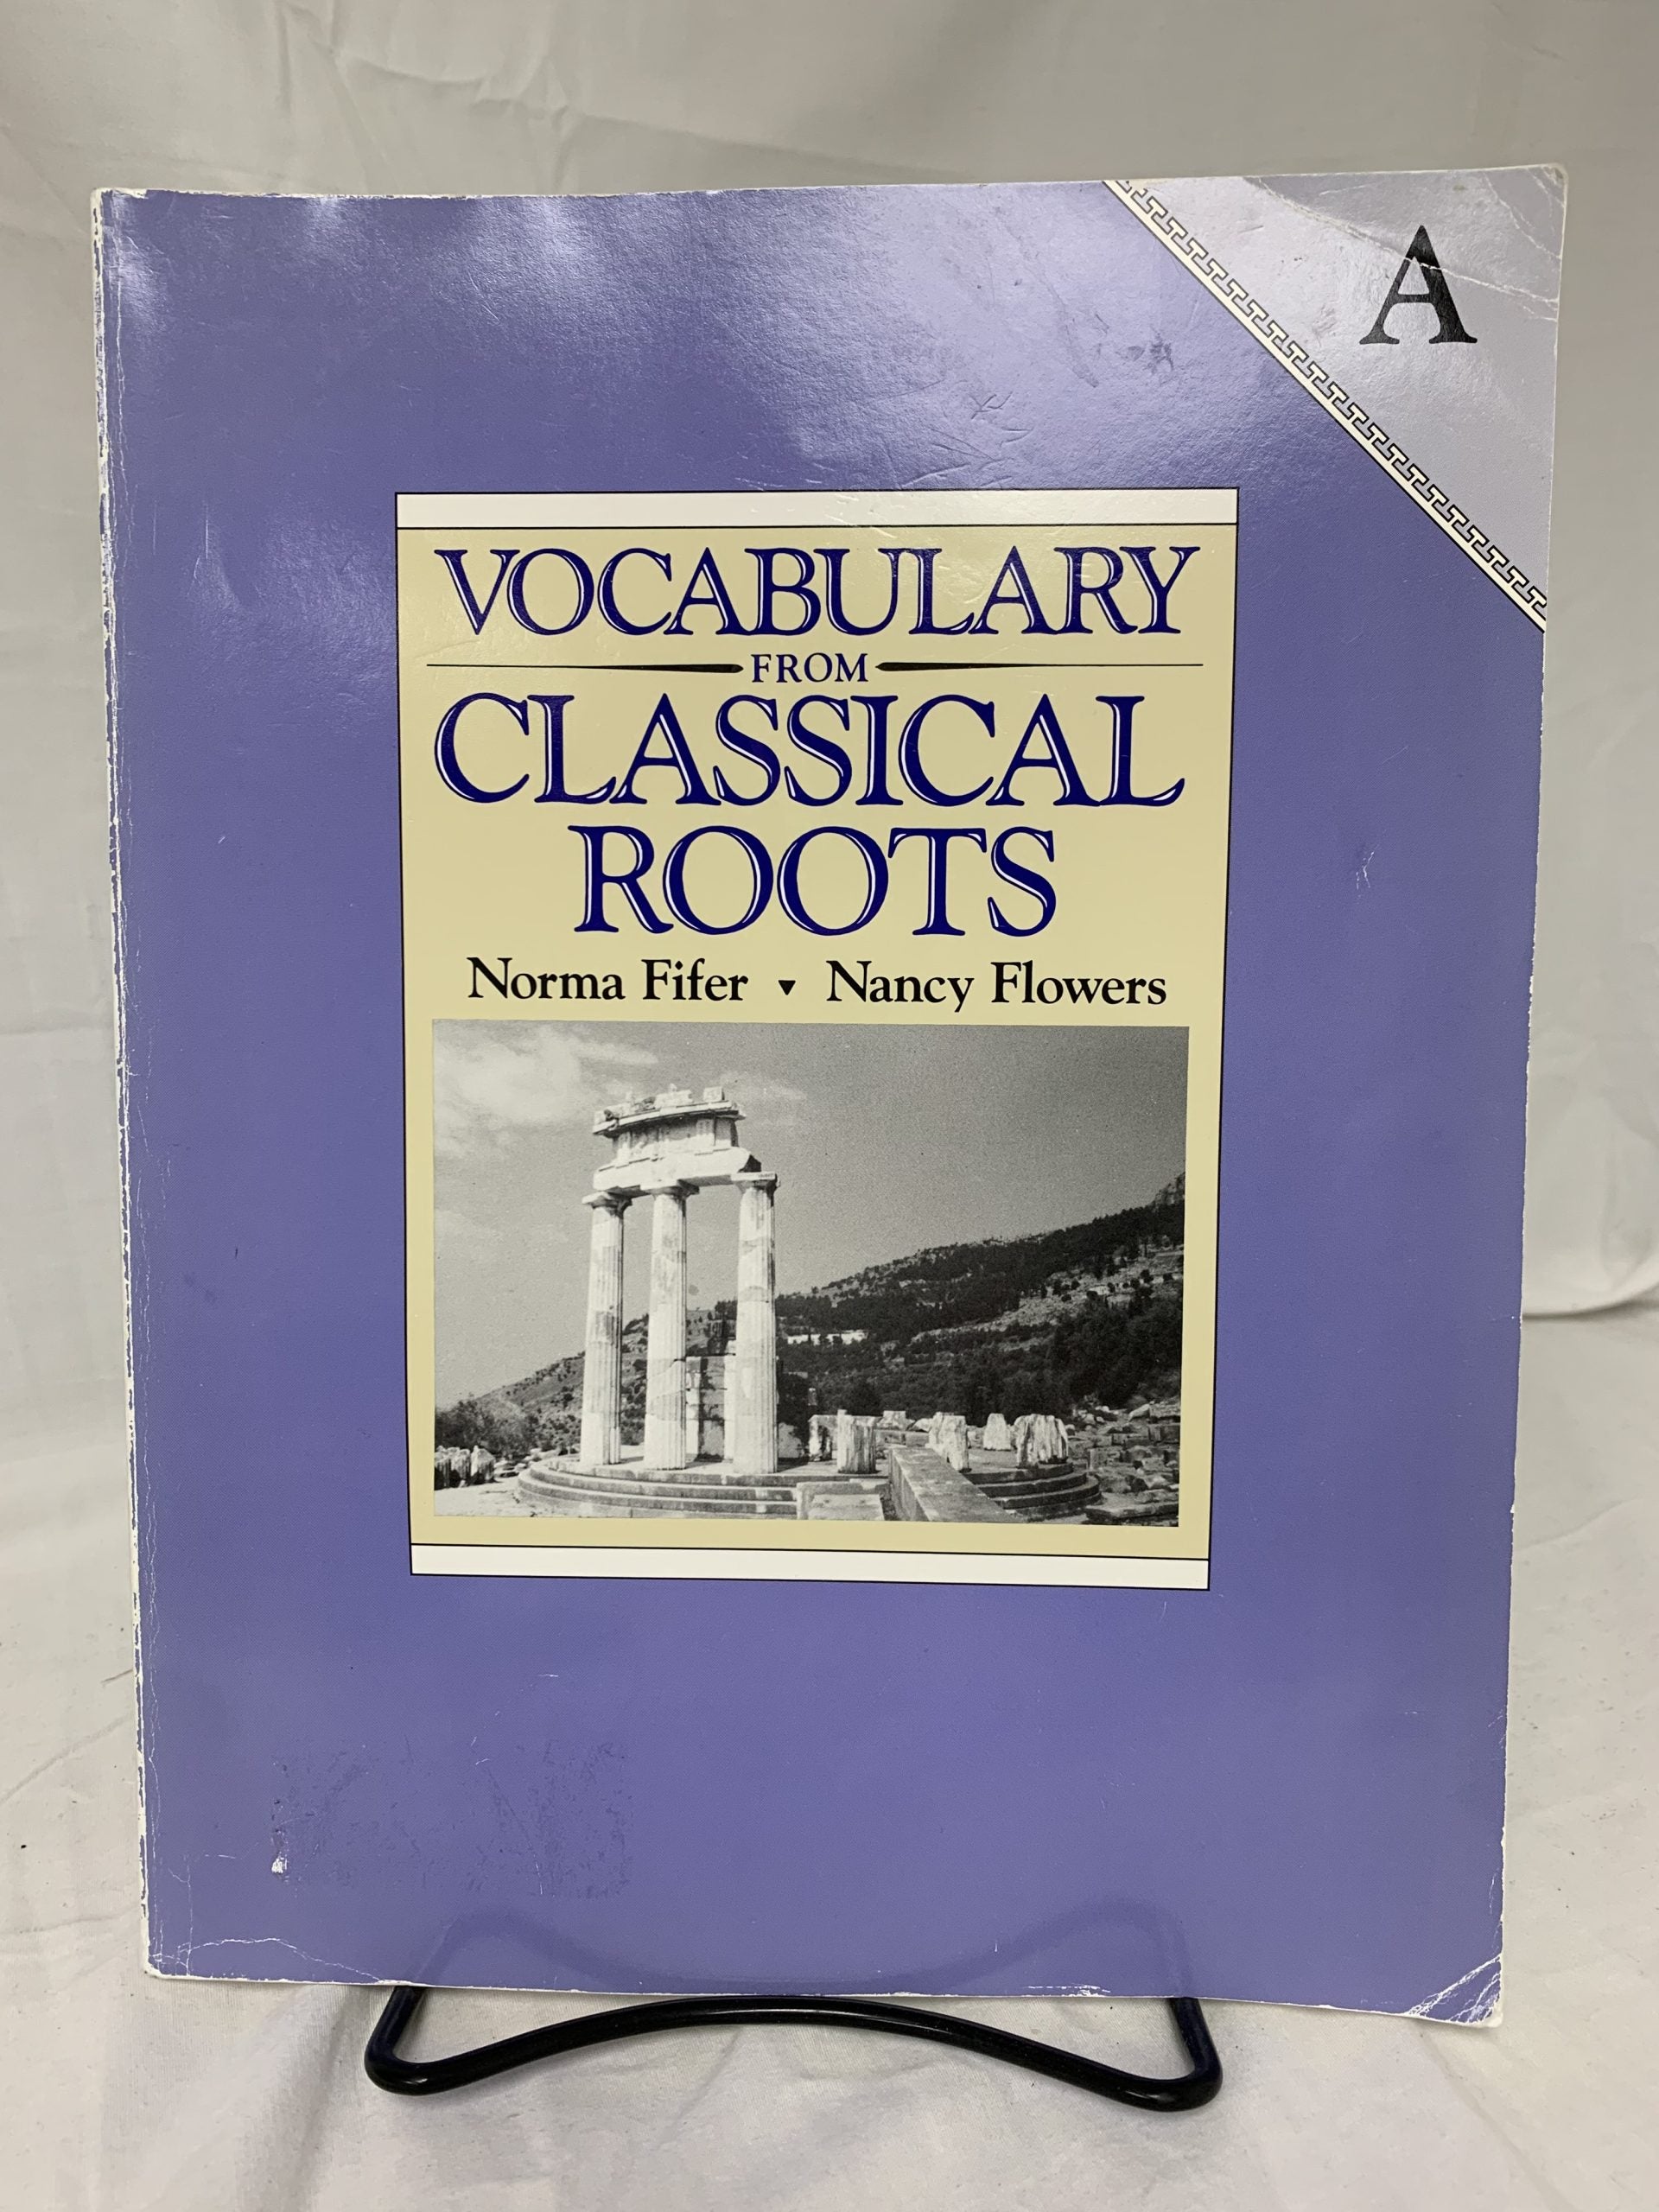 A
VOCABULARY
FROM
CLASSICAL
ROOTS
Norma Fifer ▾ Nancy Flowers